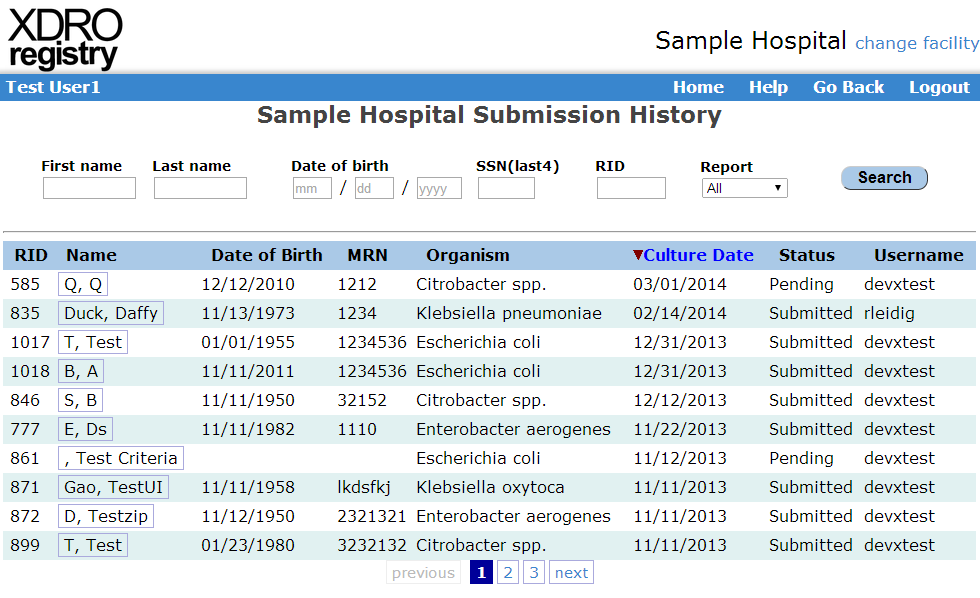 XDRO
registry
Sample Hospital change facility
Test User1 Home Help Go Back Logout
Sample Hospital Submission History
First name Last name Date of birth SSN(last4) RID Report
mm / dd / yyyy All ▼ Search
RID Name Date of Birth MRN Organism ▼Culture Date Status Username
585 Q, Q 12/12/2010 1212 Citrobacter spp. 03/01/2014 Pending devxtest
835 Duck, Daffy 11/13/1973 1234 Klebsiella pneumoniae 02/14/2014 Submitted rleidig
1017 T, Test 01/01/1955 1234536 Escherichia coli 12/31/2013 Submitted devxtest
1018 B, A 11/11/2011 1234536 Escherichia coli 12/31/2013 Submitted devxtest
846 S, B 11/11/1950 32152 Citrobacter spp. 12/12/2013 Submitted devxtest
777 E, Ds 11/11/1982 1110 Enterobacter aerogenes 11/22/2013 Submitted devxtest
861 , Test Criteria Escherichia coli 11/12/2013 Pending devxtest
871 Gao, TestUI 11/11/1958 lkdsfkj Klebsiella oxytoca 11/11/2013 Submitted devxtest
872 D, Testzip 11/12/1950 2321321 Enterobacter aerogenes 11/11/2013 Submitted devxtest
899 T, Test 01/23/1980 3232132 Citrobacter spp. 11/11/2013 Submitted devxtest
previous 1 2 3 next